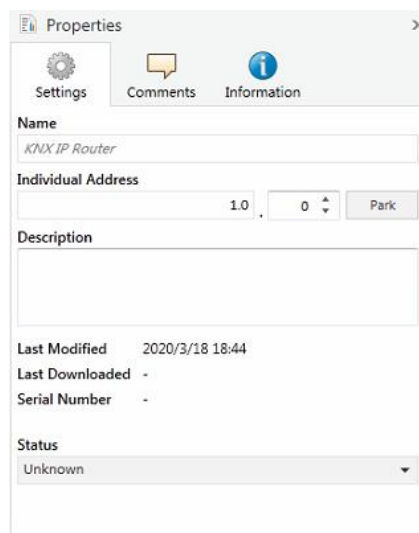 Properties
Settings Comments Information
Name
KNX IP Router
Individual Address
1.0 . 0 Park
Description
Last Modified 2020/3/18 18:44
Last Downloaded -
Serial Number -
Status
Unknown